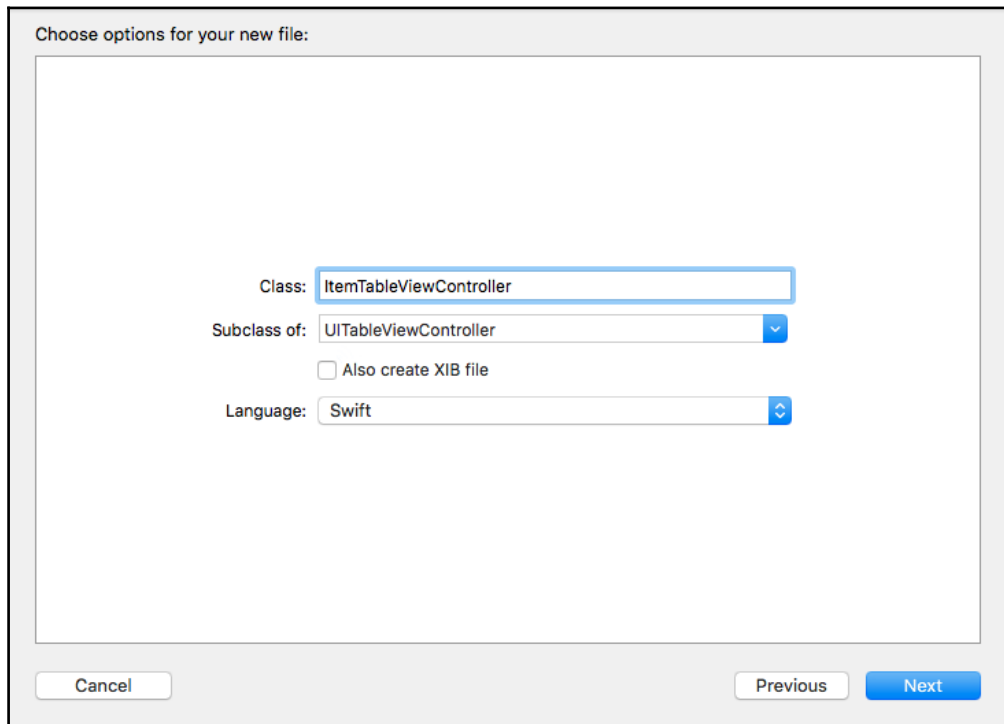 Choose options for your new file:
Class: ItemTableViewController
Subclass of: UITableViewController
Also create XIB file
Language: Swift
Cancel Previous Next